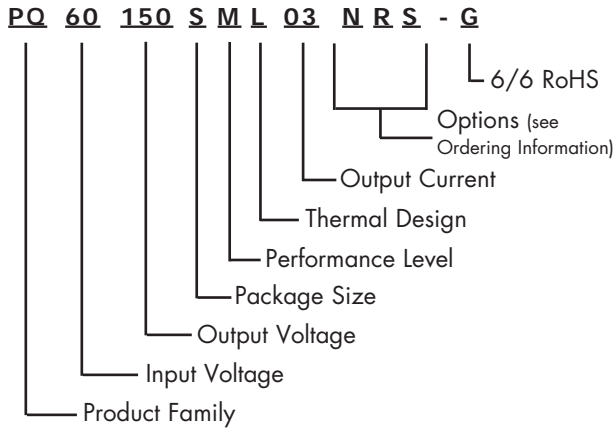 PQ 60 150 S M L 03 N R S - G
6/6 RoHS
Options (see
Ordering Information)
Output Current
Thermal Design
Performance Level
Package Size
Output Voltage
Input Voltage
Product Family